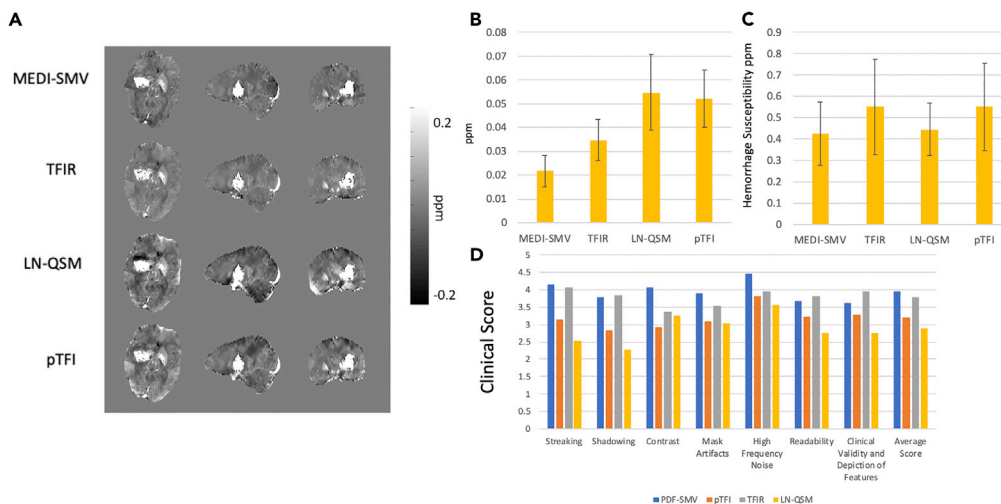 A
MEDI-SMV
TFIR
LN-QSM
pTFI
0.2
ppm
-0.2
B
0.08
0.07
0.06
0.05
0.04
0.03
0.02
0.01
0
ppm
MEDI-SMV TFIR LN-QSM pTFI
C
0.9
0.8
0.7
0.6
0.5
0.4
0.3
0.2
0.1
0
Hemorrhage Susceptibility ppm
MEDI-SMV TFIR LN-QSM pTFI
D
5
4.5
4
3.5
3
2.5
2
1.5
1
0.5
0
Clinical Score
Streaking
Shadowing
Contrast
Mask
Artifacts
High
Frequency
Noise
Readability
Clinical
Validity and
Depiction of
Features
Average
Score
PDF-SMV pTFI TFIR LN-QSM